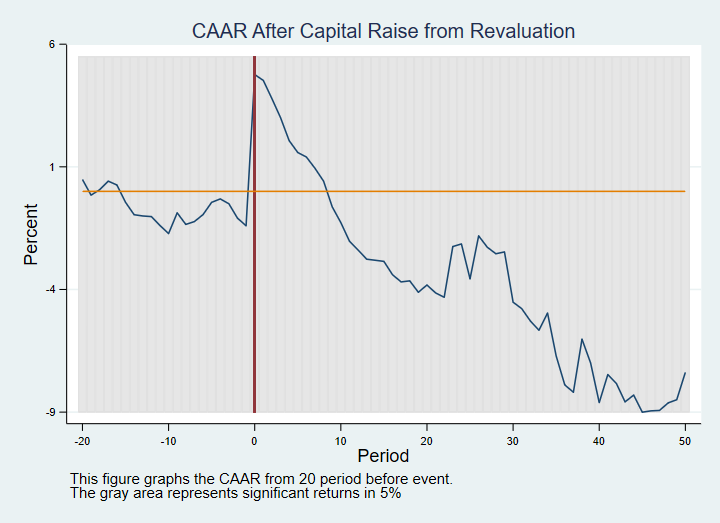 CAAR After Capital Raise from Revaluation
6
1
-4
-9
Percent
-20
-10
0
10
20
30
40
50
Period
This figure graphs the CAAR from 20 period before event.
The gray area represents significant returns in 5%